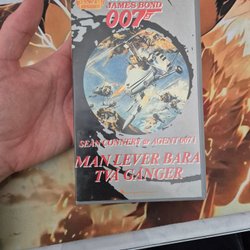 JAMES BOND
007
SEAN CONNERY är AGENT 007 i
MAN LEVER BARA
TVÅ GÅNGER